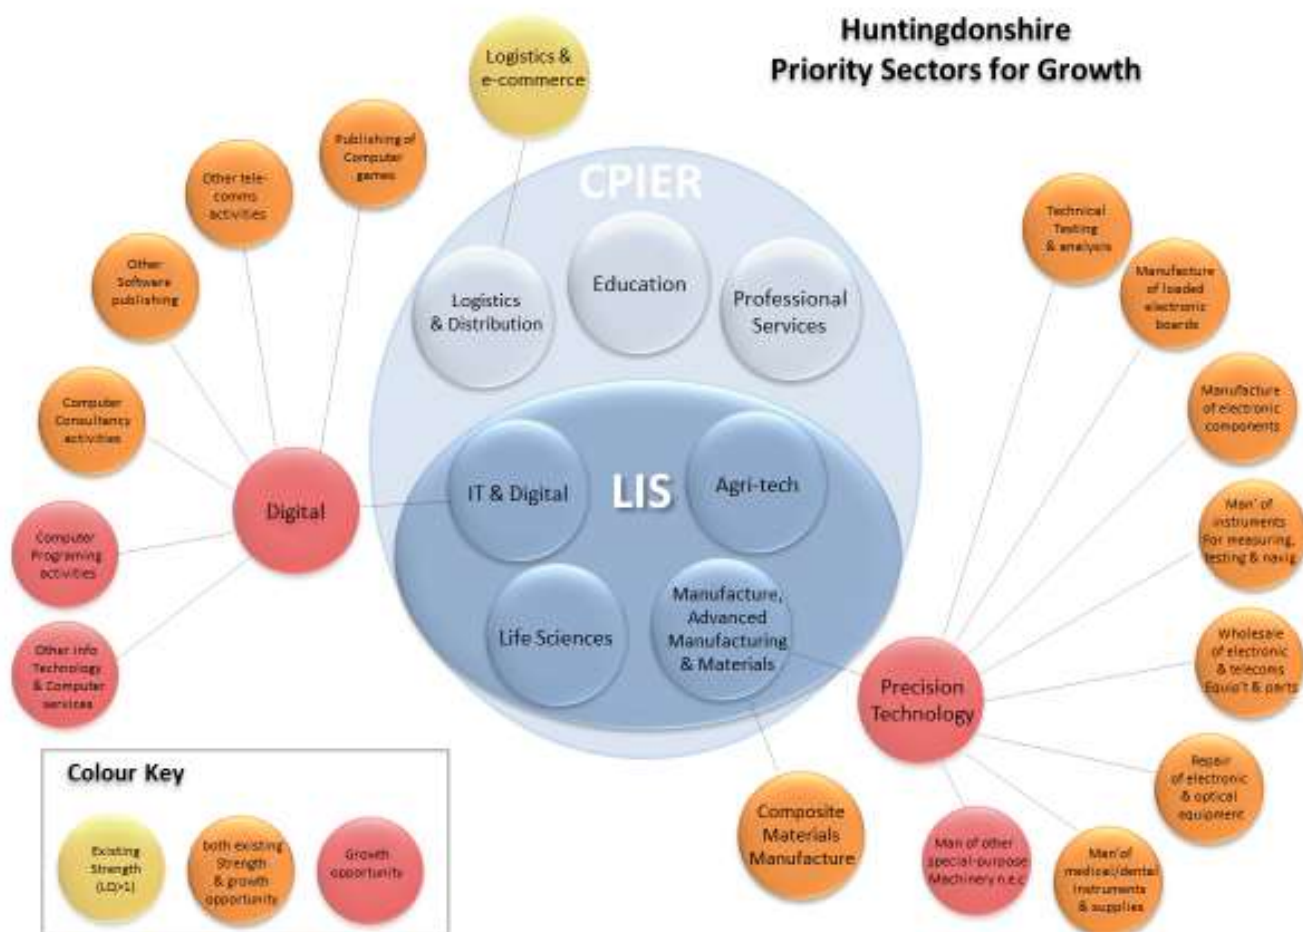 Huntingdonshire
Priority Sectors for Growth
Logistics &
e-commerce
Publishing of
Computer
games
Other tele-
comms
activities
Other
Software
publishing
Computer
Consultancy
activities
Computer
Programing
activities
Other info
Technology
& Computer
services
Digital
CPIER
Logistics
& Distribution
Education
Professional
Services
LIS
IT & Digital
Agri-tech
Life Sciences
Manufacture,
Advanced
Manufacturing
& Materials
Technical
Testing
& analysis
Manufacture
of loaded
electronic
boards
Manufacture
of electronic
components
Man' of
instruments
For measuring,
testing & navig.
Wholesale
of electronic
& telecoms
Equip't & parts
Repair
of electronic
& optical
equipment
Man' of
medical/dental
Instruments
& supplies
Man of other
special-purpose
Machinery n.e.c
Precision
Technology
Composite
Materials
Manufacture
Colour Key
Existing
Strength
(LQ>1)
both existing
Strength
& growth
opportunity
Growth
opportunity